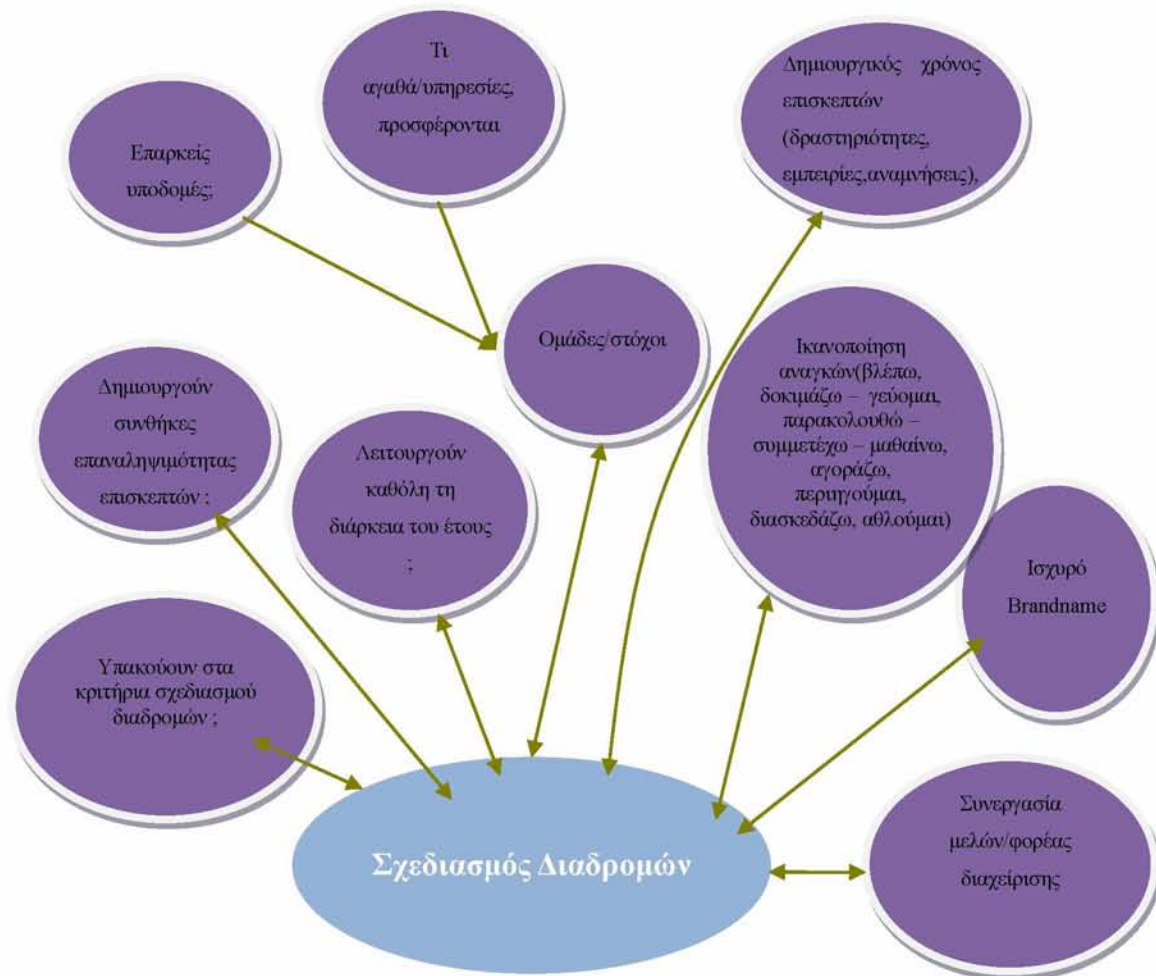 Τι
αγαθά/υπηρεσίες,
προσφέρονται
Δημιουργικός χρόνος
επισκεπτών
(δραστηριότητες,
εμπειρίες,αναμνήσεις),
Επαρκείς
υποδομές;
Ομάδες/στόχοι
Ικανοποίηση
αναγκών(βλέπω,
δοκιμάζω – γεύομαι,
παρακολουθώ –
συμμετέχω – μαθαίνω,
αγοράζω,
περιηγούμαι,
διασκεδάζω, αθλούμαι)
Δημιουργούν
συνθήκες
επαναληψιμότητας
επισκεπτών ;
Λειτουργούν
καθόλη τη
διάρκεια του έτους
;
Ισχυρό
Brandname
Υπακούουν στα
κριτήρια σχεδιασμού
διαδρομών ;
Συνεργασία
μελών/φορέας
διαχείρισης
Σχεδιασμός Διαδρομών